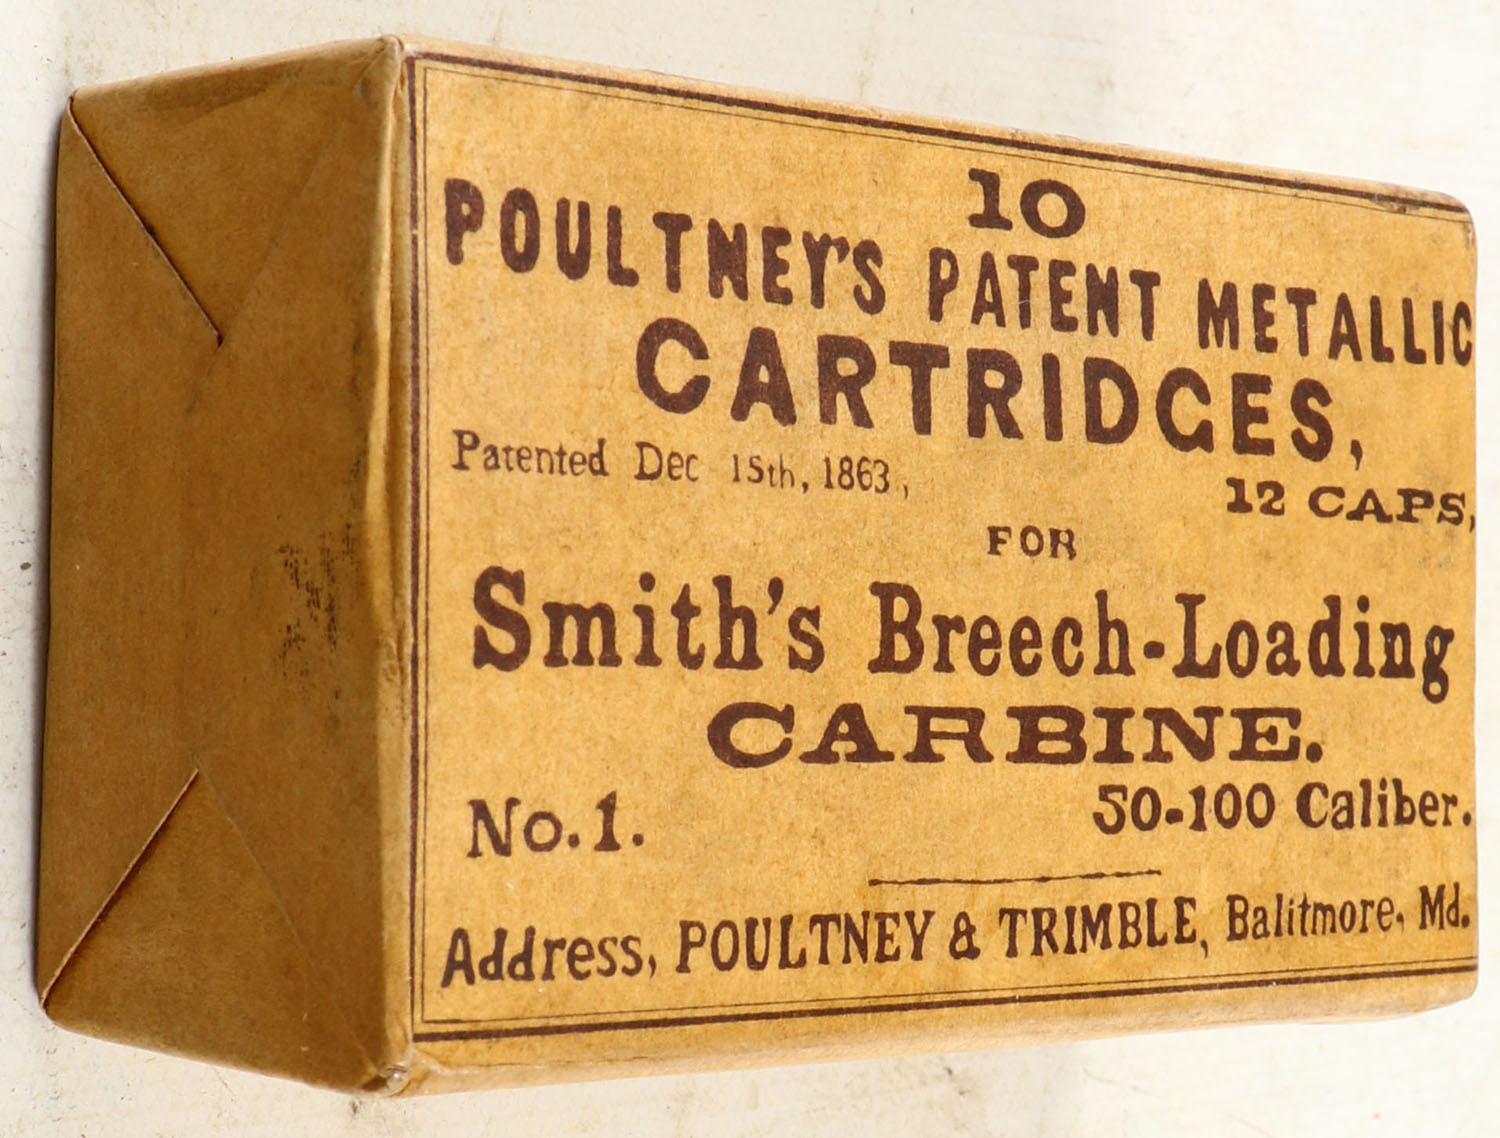 10
POULTNEY'S PATENT METALLIC
CARTRIDGES,
Patented Dec 15th, 1863,
12 CAPS,
FOR
Smith's Breech-Loading
CARBINE.
No. 1.
50-100 Caliber.
Address, POULTNEY & TRIMBLE, Balitmore, Md.